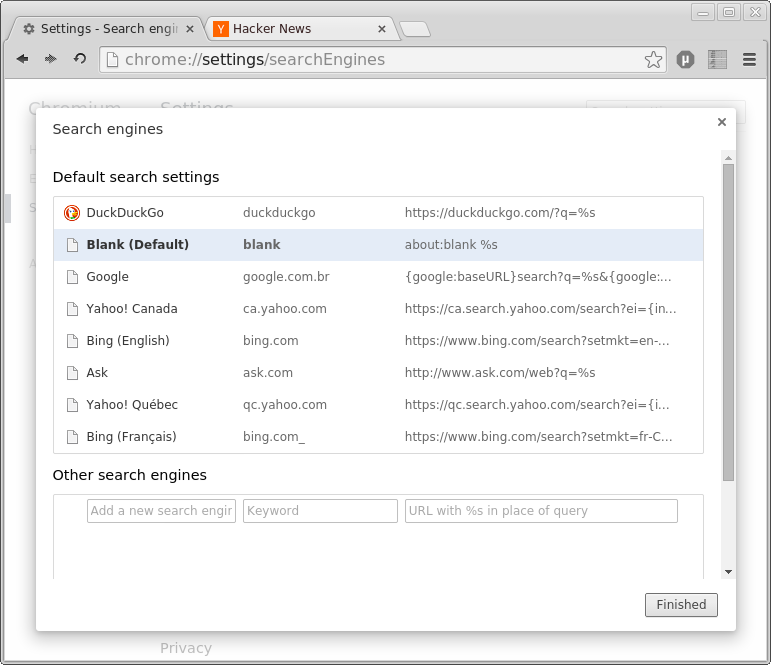 Settings - Search engin
Hacker News
chrome://settings/searchEngines
Chromium Settings
Search engines
Default search settings
DuckDuckGo duckduckgo https://duckduckgo.com/?q=%s
Blank (Default) blank about:blank %s
Google google.com.br {google:baseURL}search?q=%s&{google:...
Yahoo! Canada ca.yahoo.com https://ca.search.yahoo.com/search?ei={in...
Bing (English) bing.com https://www.bing.com/search?setmkt=en-...
Ask ask.com http://www.ask.com/web?q=%s
Yahoo! Québec qc.yahoo.com https://qc.search.yahoo.com/search?ei={i...
Bing (Français) bing.com_ https://www.bing.com/search?setmkt=fr-C...
Other search engines
Add a new search engin Keyword URL with %s in place of query
Finished
Privacy